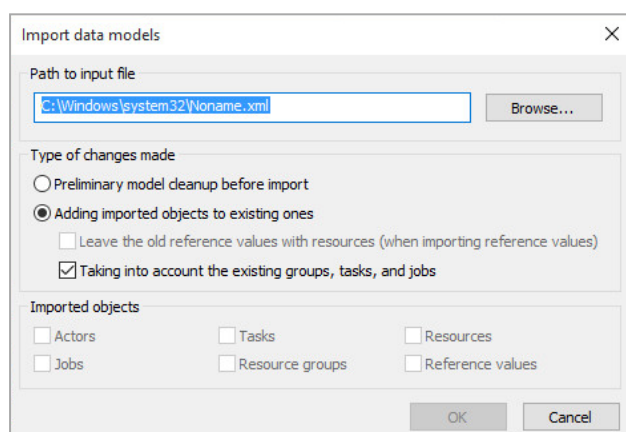 Import data models
Path to input file
C:\Windows\system32\Noname.xml
Browse...
Type of changes made
Preliminary model cleanup before import
Adding imported objects to existing ones
Leave the old reference values with resources (when importing reference values)
Taking into account the existing groups, tasks, and jobs
Imported objects
Actors Tasks Resources
Jobs Resource groups Reference values
OK Cancel